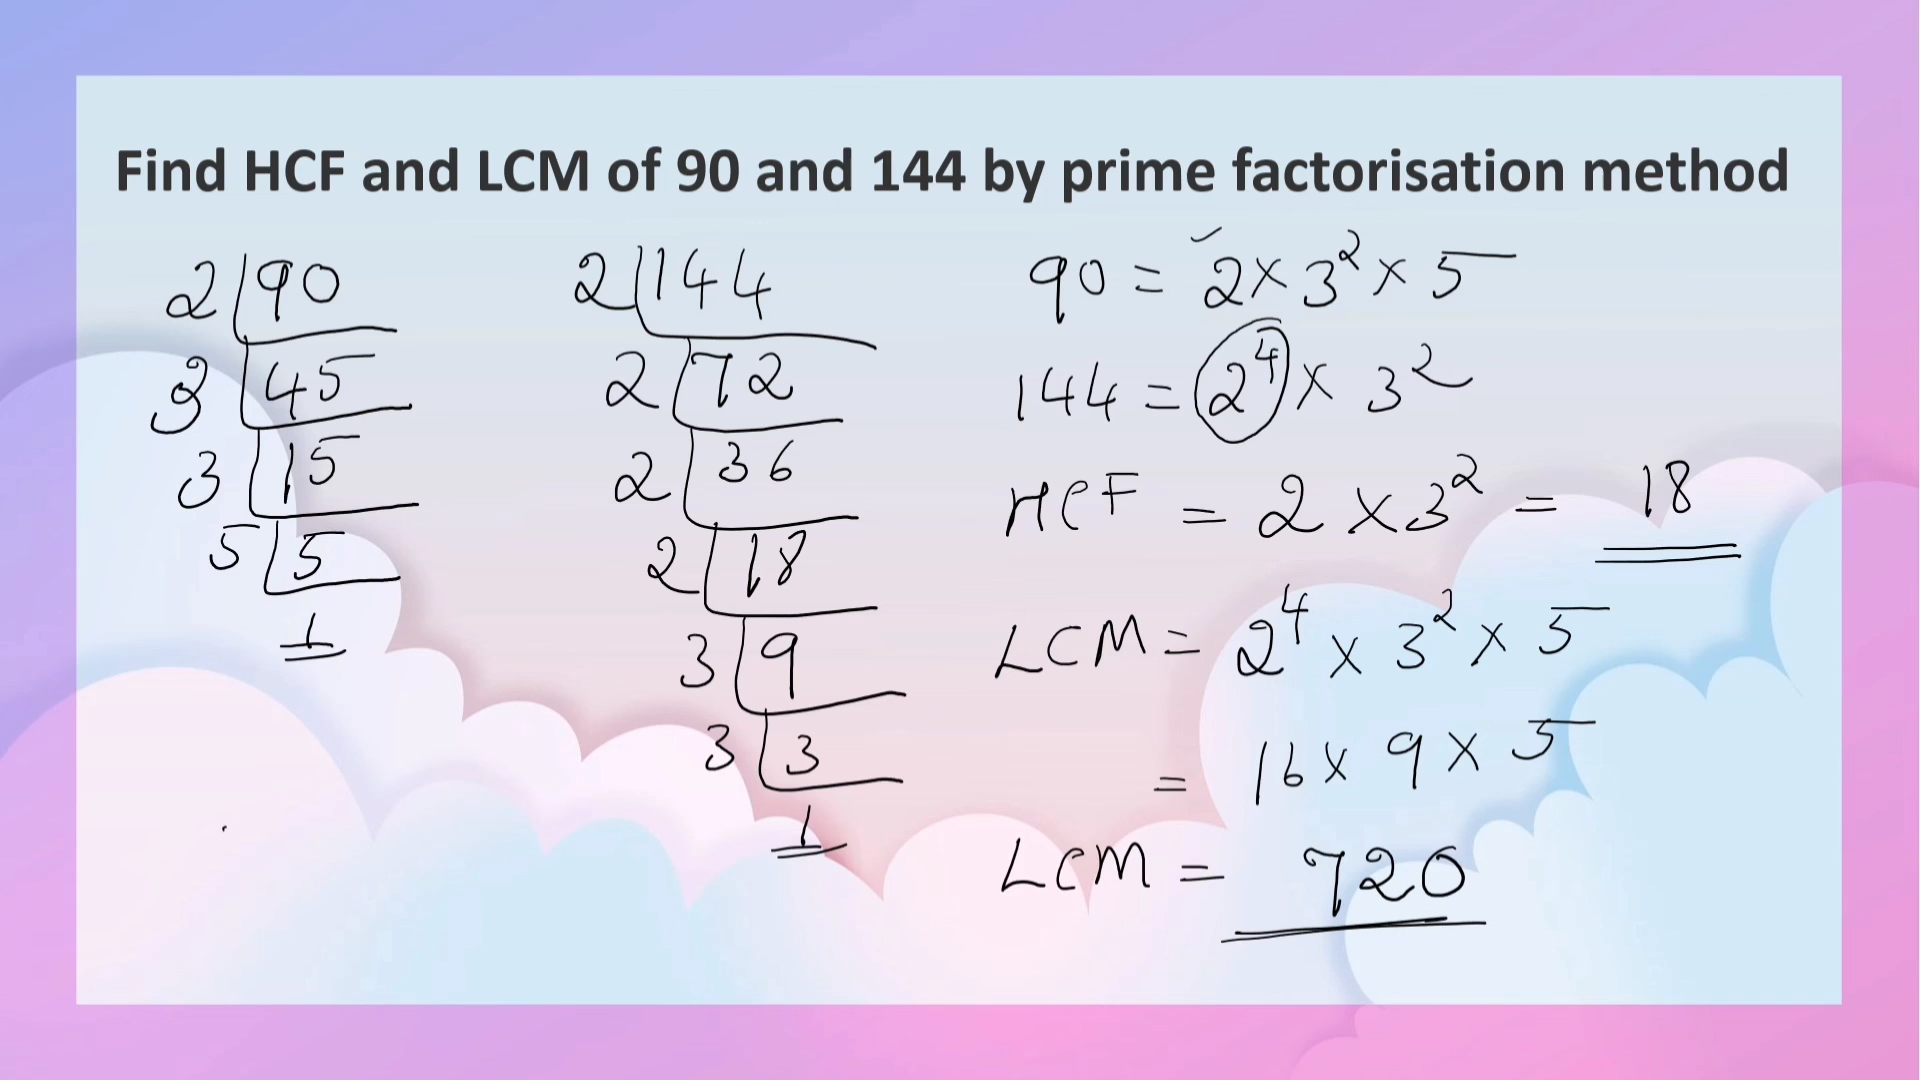 Find HCF and LCM of 90 and 144 by prime factorisation method
2 | 90
3 | 45
3 | 15
5 | 5
1
2 | 144
2 | 72
2 | 36
2 | 18
3 | 9
3 | 3
1
90 = 2 × 3² × 5
144 = 2⁴ × 3²
HCF = 2 × 3² = 18
LCM = 2⁴ × 3² × 5
= 16 × 9 × 5
LCM = 720